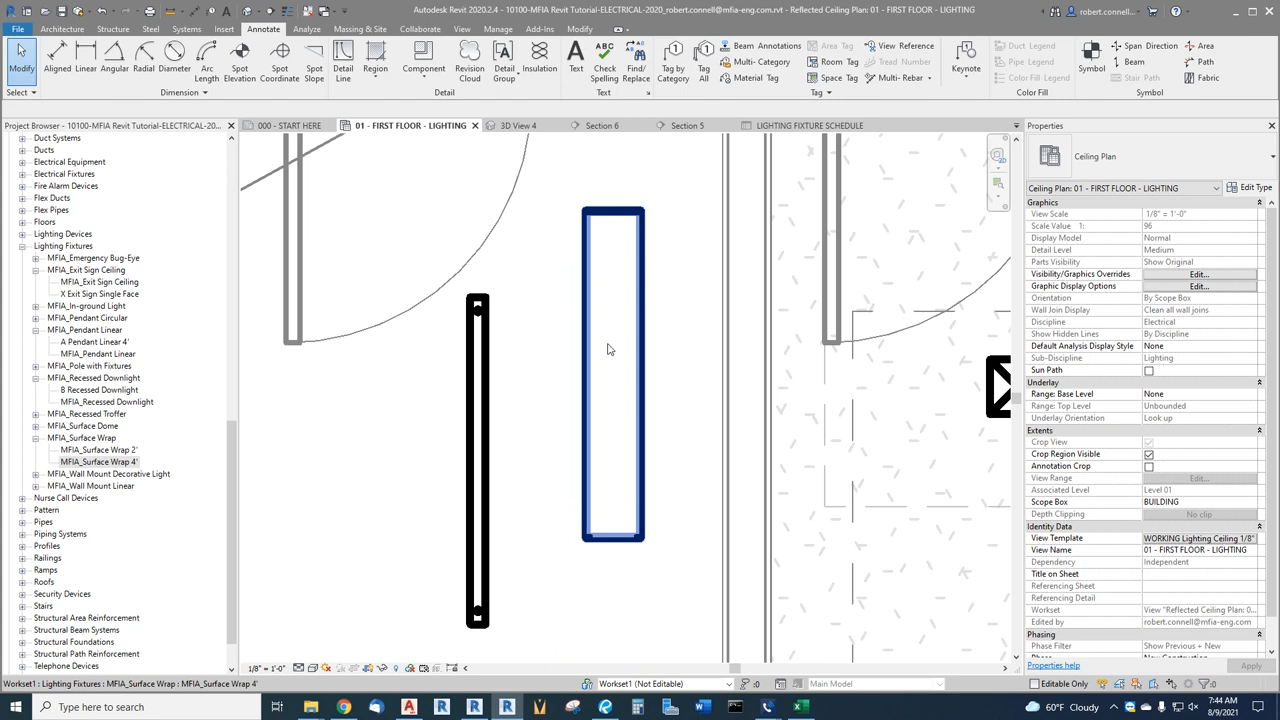 Autodesk Revit 2020.2.4 - 10100-MFIA Revit Tutorial-ELECTRICAL-2020_robert.connell@mfia-eng.com.rvt - Reflected Ceiling Plan: 01 - FIRST FLOOR - LIGHTING
robert.connell@mfia...
File Architecture Structure Steel Systems Insert Annotate Analyze Massing & Site Collaborate View Manage Add-Ins Modify
Modify Aligned Linear Angular Radial Diameter Arc Length Spot Elevation Spot Coordinate Spot Slope Detail Line Region Component Revision Cloud Detail Group Insulation Text Check Spelling Find/ Replace Tag by Category Tag All Keynote Symbol
Beam Annotations Area Tag View Reference Duct Legend Span Direction Area
Multi- Category Room Tag Tread Number Pipe Legend Beam Path
Material Tag Space Tag Multi- Rebar Color Fill Legend Stair Path Fabric
Select Dimension Detail Text Tag Color Fill Symbol
Project Browser - 10100-MFIA Revit Tutorial-ELECTRICAL-20...
000 - START HERE 01 - FIRST FLOOR - LIGHTING 3D View 4 Section 6 Section 5 LIGHTING FIXTURE SCHEDULE
Duct Systems
Ducts
Electrical Equipment
Electrical Fixtures
Fire Alarm Devices
Flex Ducts
Flex Pipes
Floors
Lighting Devices
Lighting Fixtures
MFIA_Emergency Bug-Eye
MFIA_Exit Sign Ceiling
MFIA_Exit Sign Ceiling
X Exit Sign Single Face
MFIA_In-ground Light
MFIA_Pendant Circular
MFIA_Pendant Linear
A Pendant Linear 4'
MFIA_Pendant Linear
MFIA_Pole with Fixtures
MFIA_Recessed Downlight
B Recessed Downlight
MFIA_Recessed Downlight
MFIA_Recessed Troffer
MFIA_Surface Dome
MFIA_Surface Wrap
MFIA_Surface Wrap 2'
MFIA_Surface Wrap 4'
MFIA_Wall Mount Decorative Light
MFIA_Wall Mount Linear
Nurse Call Devices
Pattern
Pipes
Piping Systems
Profiles
Railings
Ramps
Roofs
Security Devices
Stairs
Structural Area Reinforcement
Structural Beam Systems
Structural Foundations
Structural Path Reinforcement
Telephone Devices
Properties
Ceiling Plan
Ceiling Plan: 01 - FIRST FLOOR - LIGHTING Edit Type
Graphics
View Scale 1/8" = 1'-0"
Scale Value 1: 96
Display Model Normal
Detail Level Medium
Parts Visibility Show Original
Visibility/Graphics Overrides Edit...
Graphic Display Options Edit...
Orientation By Scope Box
Wall Join Display Clean all wall joins
Discipline Electrical
Show Hidden Lines By Discipline
Default Analysis Display Style None
Sub-Discipline Lighting
Sun Path
Underlay
Range: Base Level None
Range: Top Level Unbounded
Underlay Orientation Look up
Extents
Crop View
Crop Region Visible
Annotation Crop
View Range Edit...
Associated Level Level 01
Scope Box BUILDING
Depth Clipping No clip
Identity Data
View Template WORKING Lighting Ceiling 1/8"
View Name 01 - FIRST FLOOR - LIGHTING
Dependency Independent
Title on Sheet
Referencing Sheet
Referencing Detail
Workset View "Reflected Ceiling Plan: 0...
Edited by robert.connell@mfia-eng.com
Phasing
Phase Filter Show Previous + New
Properties help Apply
1/8" = 1'-0"
Workset1 : Lighting Fixtures : MFIA_Surface Wrap : MFIA_Surface Wrap 4'
Workset1 (Not Editable) :0 Main Model Editable Only :0
Type here to search
66°F Cloudy
7:44 AM
8/9/2021